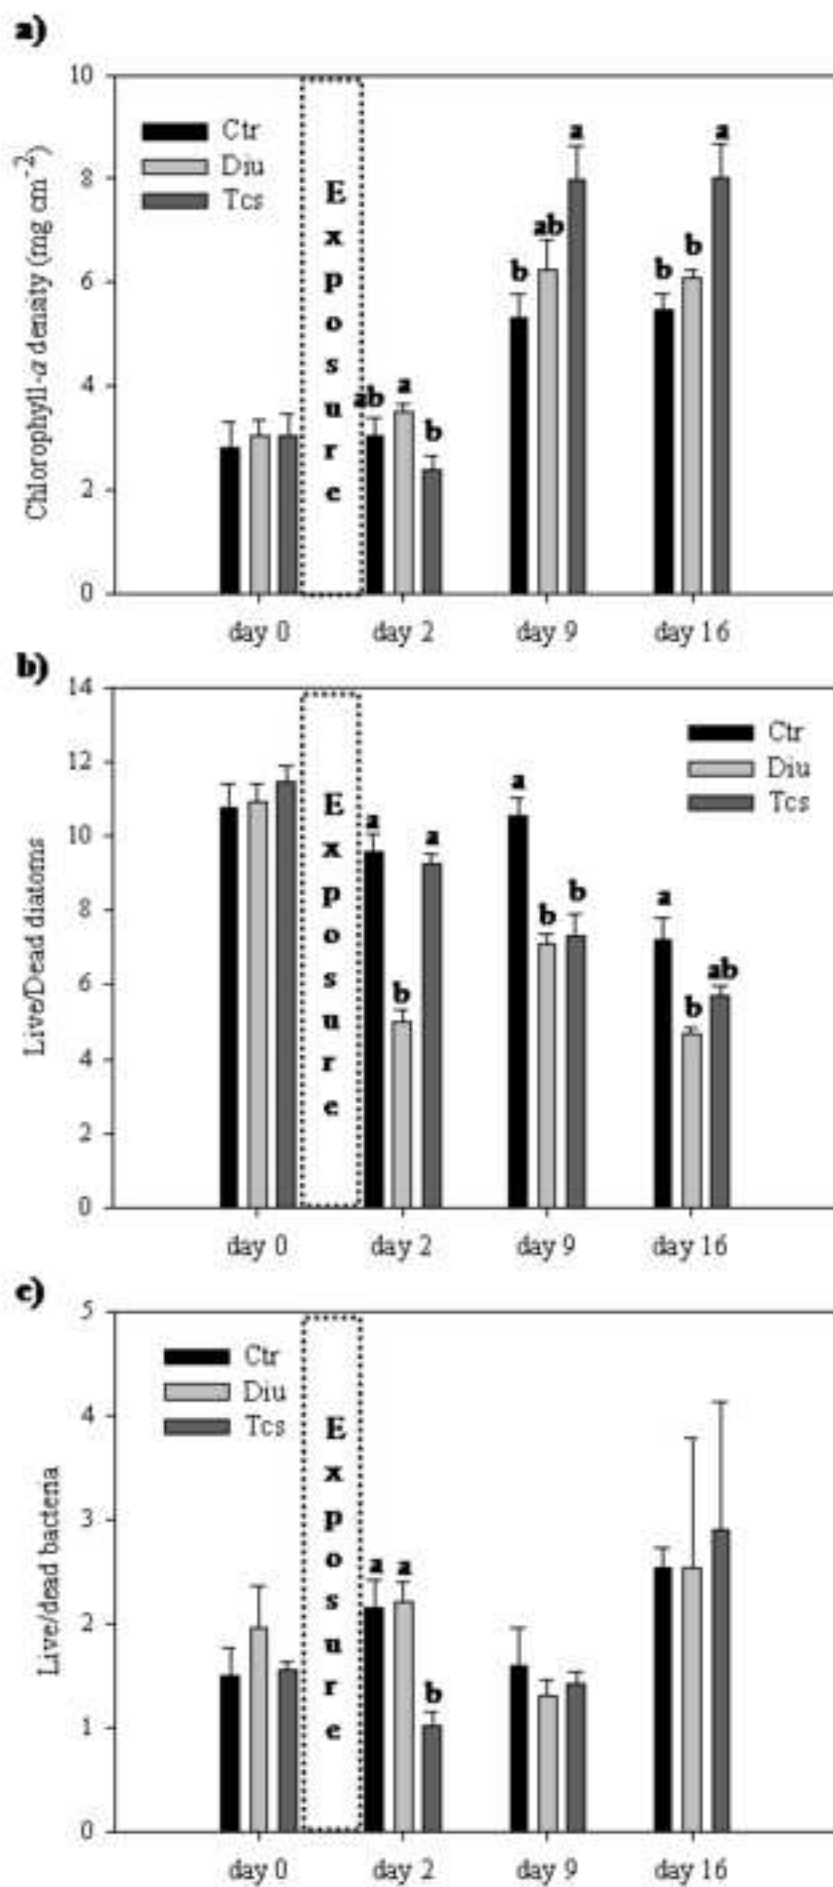 a)
Chlorophyll-a density (mg cm-2)
10
8
6
4
2
0
Ctr
Diu
Tcs
Exposure
ab
a
b
b
ab
a
b
b
a
day 0
day 2
day 9
day 16
b)
Live/Dead diatoms
14
12
10
8
6
4
2
0
Ctr
Diu
Tcs
Exposure
a
b
a
a
b
b
a
b
ab
day 0
day 2
day 9
day 16
c)
Live/dead bacteria
5
4
3
2
1
0
Ctr
Diu
Tcs
Exposure
a
a
b
day 0
day 2
day 9
day 16